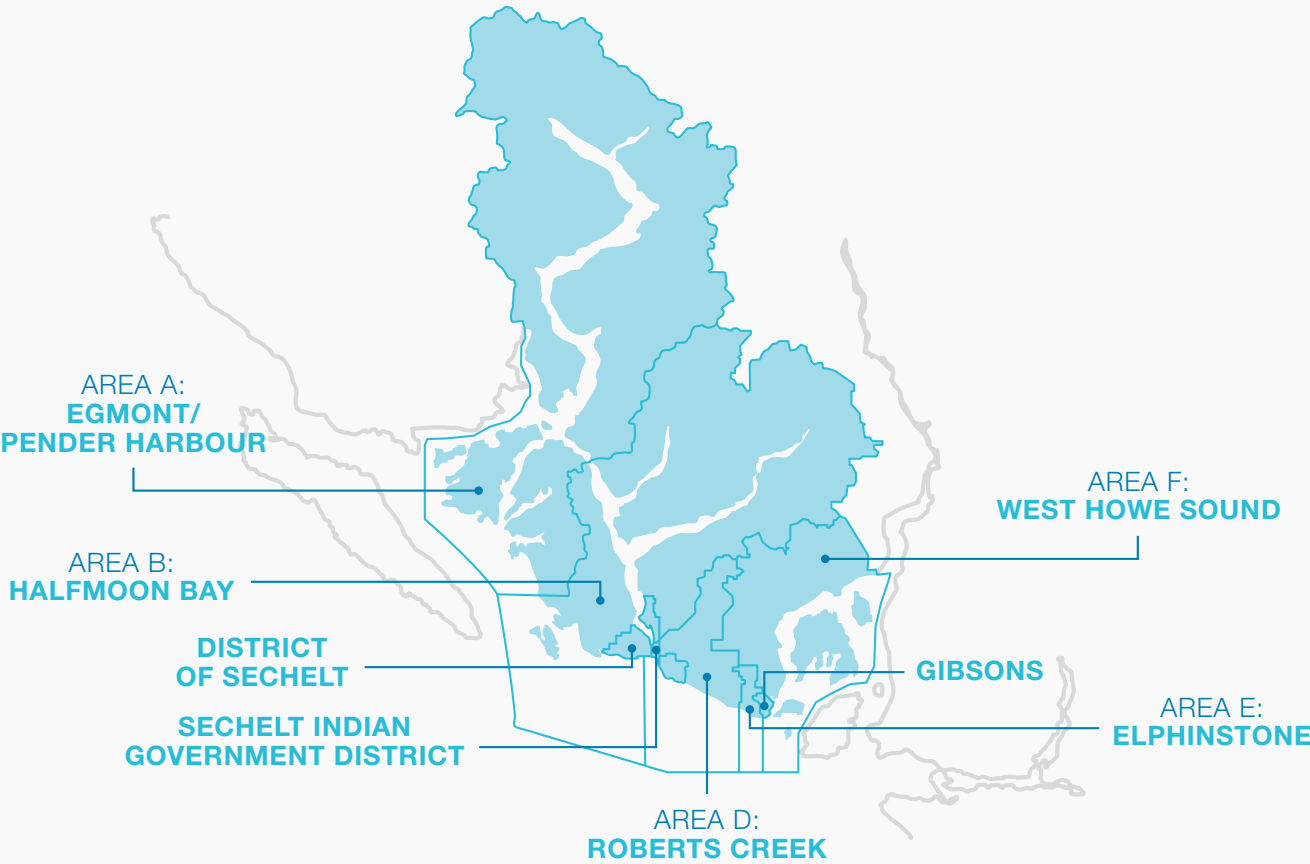 AREA A:
EGMONT/
PENDER HARBOUR
AREA B:
HALFMOON BAY
DISTRICT
OF SECHELT
SECHELT INDIAN
GOVERNMENT DISTRICT
AREA D:
ROBERTS CREEK
AREA F:
WEST HOWE SOUND
GIBSONS
AREA E:
ELPHINSTONE